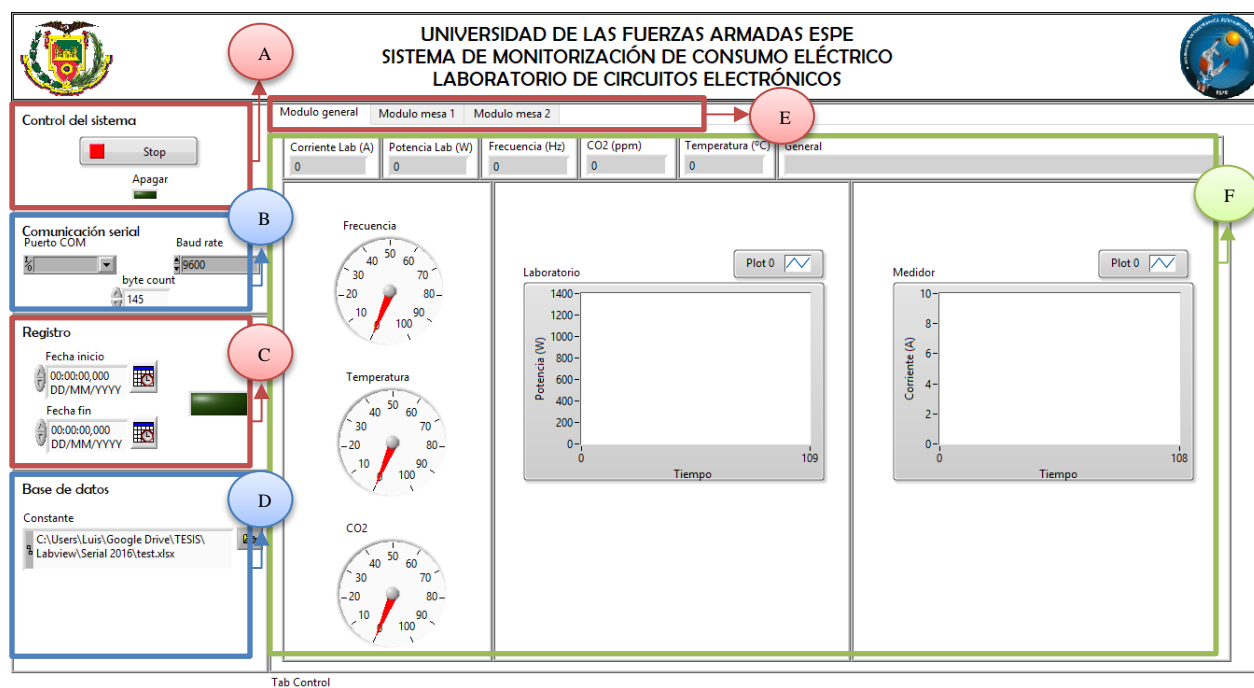 UNIVERSIDAD DE LAS FUERZAS ARMADAS ESPE
SISTEMA DE MONITORIZACIÓN DE CONSUMO ELÉCTRICO
LABORATORIO DE CIRCUITOS ELECTRÓNICOS
A
Control del sistema
Stop
Apagar
B
Comunicación serial
Puerto COM
Baud rate
9600
byte count
145
C
Registro
Fecha inicio
00:00:00,000
DD/MM/YYYY
Fecha fin
00:00:00,000
DD/MM/YYYY
D
Base de datos
Constante
C:\Users\Luis\Google Drive\TESIS\
Labview\Serial 2016\test.xlsx
E
Modulo general
Modulo mesa 1
Modulo mesa 2
F
Corriente Lab (A)
0
Potencia Lab (W)
0
Frecuencia (Hz)
0
CO2 (ppm)
0
Temperatura (ºC)
0
General
Frecuencia
0 10 20 30 40 50 60 70 80 90 100
Temperatura
0 10 20 30 40 50 60 70 80 90 100
CO2
0 10 20 30 40 50 60 70 80 90 100
Laboratorio
Plot 0
Potencia (W)
1400
1200
1000
800
600
400
200
0
0 109
Tiempo
Medidor
Plot 0
Corriente (A)
10
8
6
4
2
0
0 108
Tiempo
Tab Control